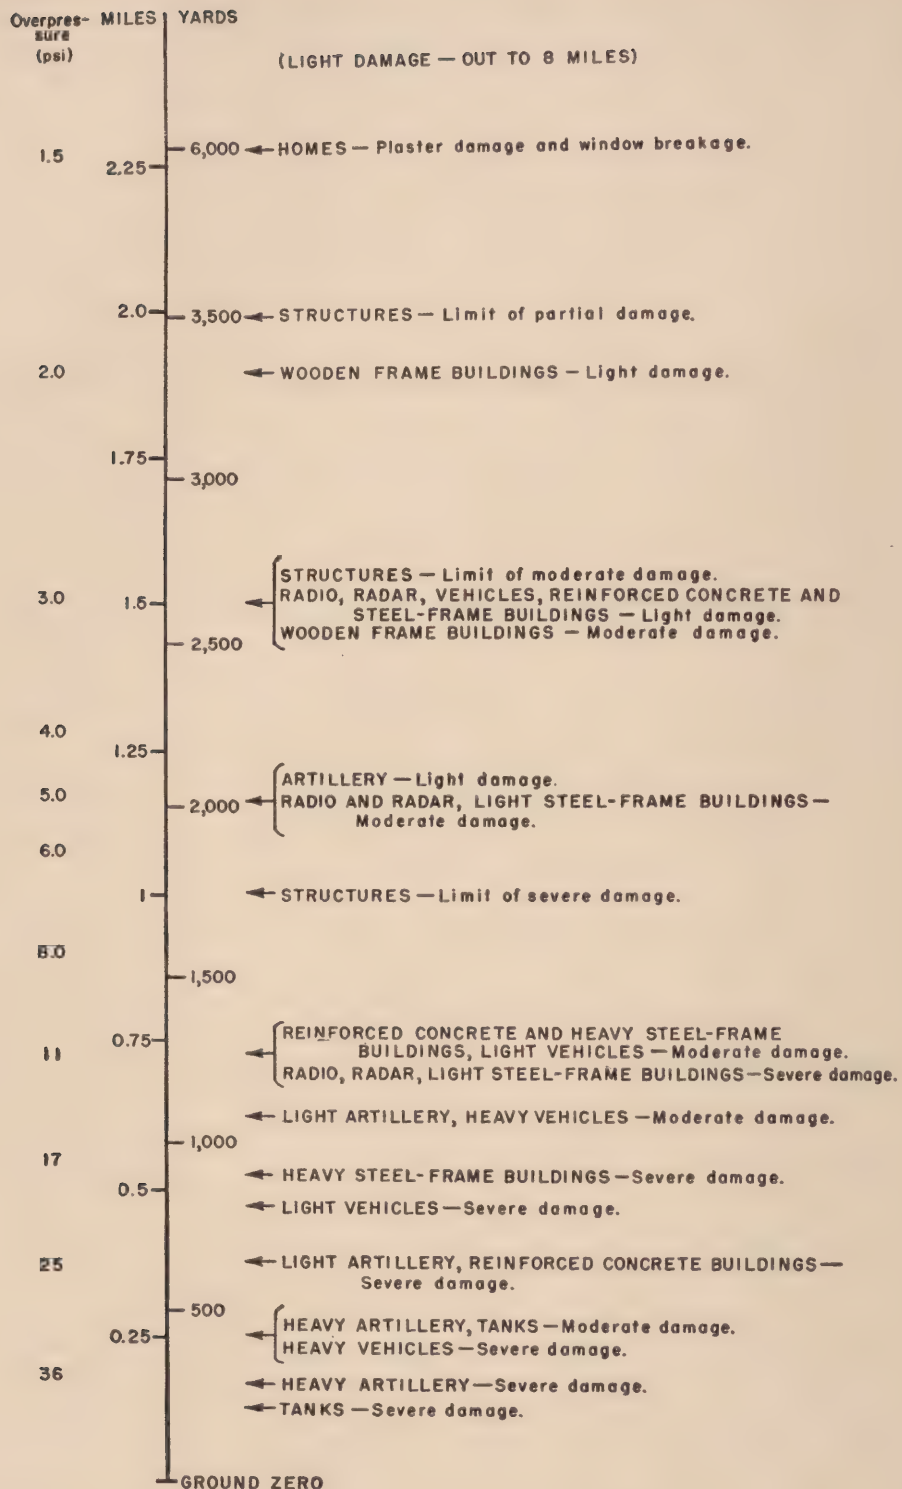 Overpres- MILES YARDS
sure
(psi)
(LIGHT DAMAGE — OUT TO 8 MILES)
6,000 HOMES — Plaster damage and window breakage.
1.5
2.25
2.0
3,500 STRUCTURES — Limit of partial damage.
2.0 WOODEN FRAME BUILDINGS — Light damage.
1.75
3,000
STRUCTURES — Limit of moderate damage.
3.0 1.5 RADIO, RADAR, VEHICLES, REINFORCED CONCRETE AND
STEEL-FRAME BUILDINGS — Light damage.
WOODEN FRAME BUILDINGS — Moderate damage.
2,500
4.0
1.25
ARTILLERY — Light damage.
5.0 2,000 RADIO AND RADAR, LIGHT STEEL-FRAME BUILDINGS —
Moderate damage.
6.0
1 STRUCTURES — Limit of severe damage.
8.0
1,500
0.75 REINFORCED CONCRETE AND HEAVY STEEL-FRAME
11 BUILDINGS, LIGHT VEHICLES — Moderate damage.
RADIO, RADAR, LIGHT STEEL-FRAME BUILDINGS — Severe damage.
LIGHT ARTILLERY, HEAVY VEHICLES — Moderate damage.
1,000
17
HEAVY STEEL-FRAME BUILDINGS — Severe damage.
0.5
LIGHT VEHICLES — Severe damage.
25 LIGHT ARTILLERY, REINFORCED CONCRETE BUILDINGS —
Severe damage.
500
HEAVY ARTILLERY, TANKS — Moderate damage.
0.25
HEAVY VEHICLES — Severe damage.
36
HEAVY ARTILLERY — Severe damage.
TANKS — Severe damage.
GROUND ZERO